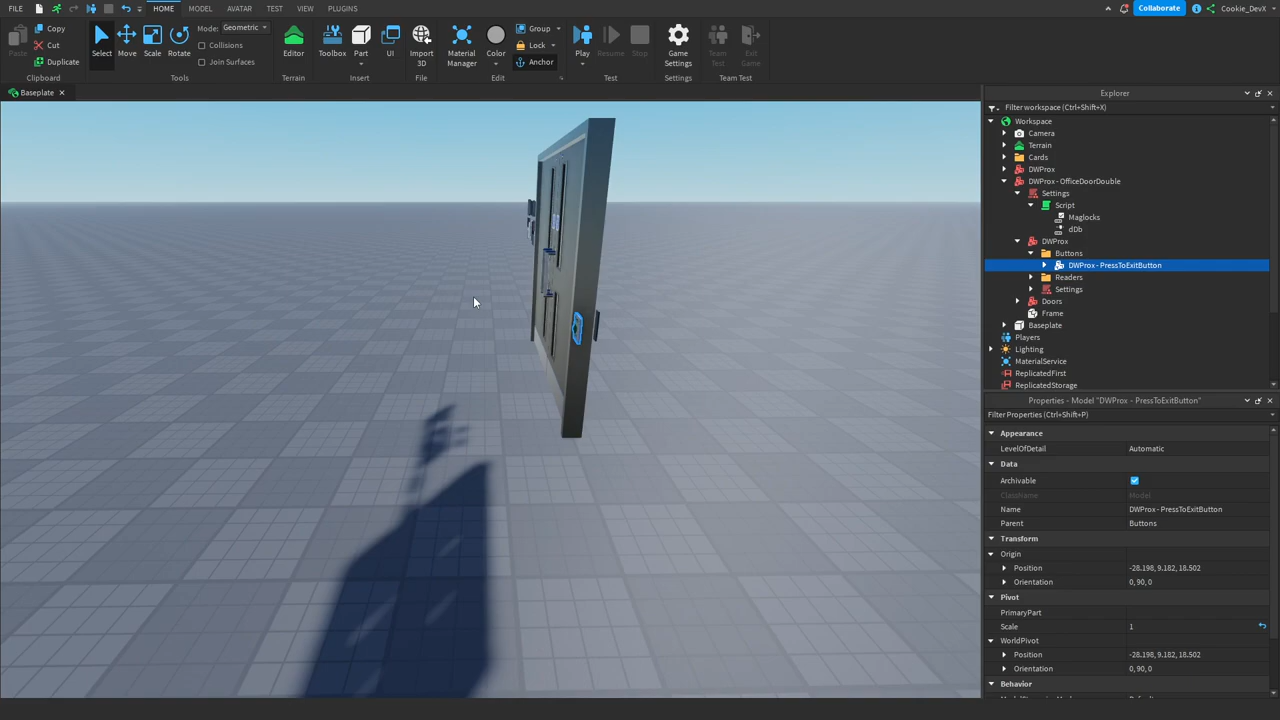 FILE HOME MODEL AVATAR TEST VIEW PLUGINS Collaborate Cookie_DevX
Paste Copy Cut Duplicate Clipboard
Select Move Scale Rotate Mode: Geometric Collisions Join Surfaces Tools
Editor Terrain
Toolbox Part UI Insert
Import 3D File
Material Manager Color Group Lock Anchor Edit
Play Resume Stop Test
Game Settings Settings
Team Test Exit Game Team Test
Baseplate
Explorer
Filter workspace (Ctrl+Shift+X)
Workspace
Camera
Terrain
Cards
DWProx
DWProx - OfficeDoorDouble
Settings
Script
Maglocks
dDb
DWProx
Buttons
DWProx - PressToExitButton
Readers
Settings
Doors
Frame
Baseplate
Players
Lighting
MaterialService
ReplicatedFirst
ReplicatedStorage
Properties - Model "DWProx - PressToExitButton"
Filter Properties (Ctrl+Shift+P)
Appearance
LevelOfDetail Automatic
Data
Archivable
ClassName Model
Name DWProx - PressToExitButton
Parent Buttons
Transform
Origin
Position -28.198, 9.182, 18.502
Orientation 0, 90, 0
Pivot
PrimaryPart
Scale 1
WorldPivot
Position -28.198, 9.182, 18.502
Orientation 0, 90, 0
Behavior